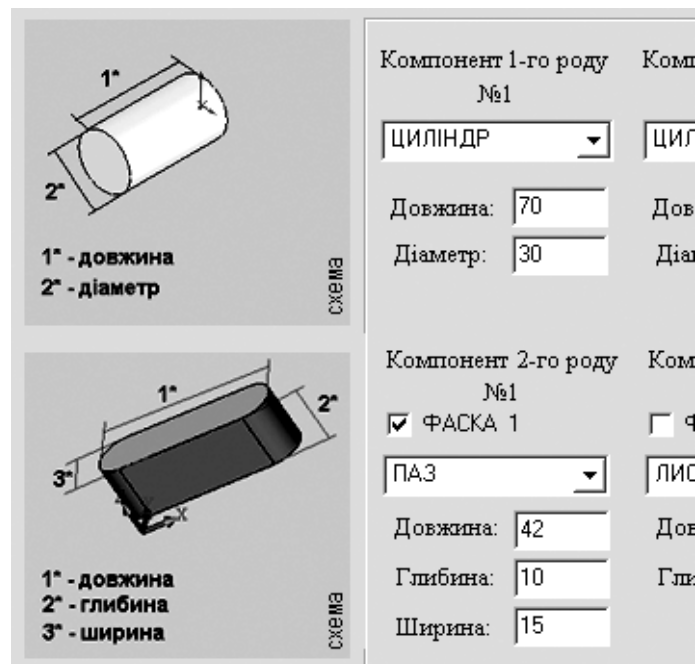 1*
2*
1* - довжина
2* - діаметр
схема
Компонент 1-го роду
№1
ЦИЛІНДР
Довжина: 70
Діаметр: 30
1*
2*
3*
X
1* - довжина
2* - глибина
3* - ширина
схема
Компонент 2-го роду
№1
ФАСКА 1
ПАЗ
Довжина: 42
Глибина: 10
Ширина: 15